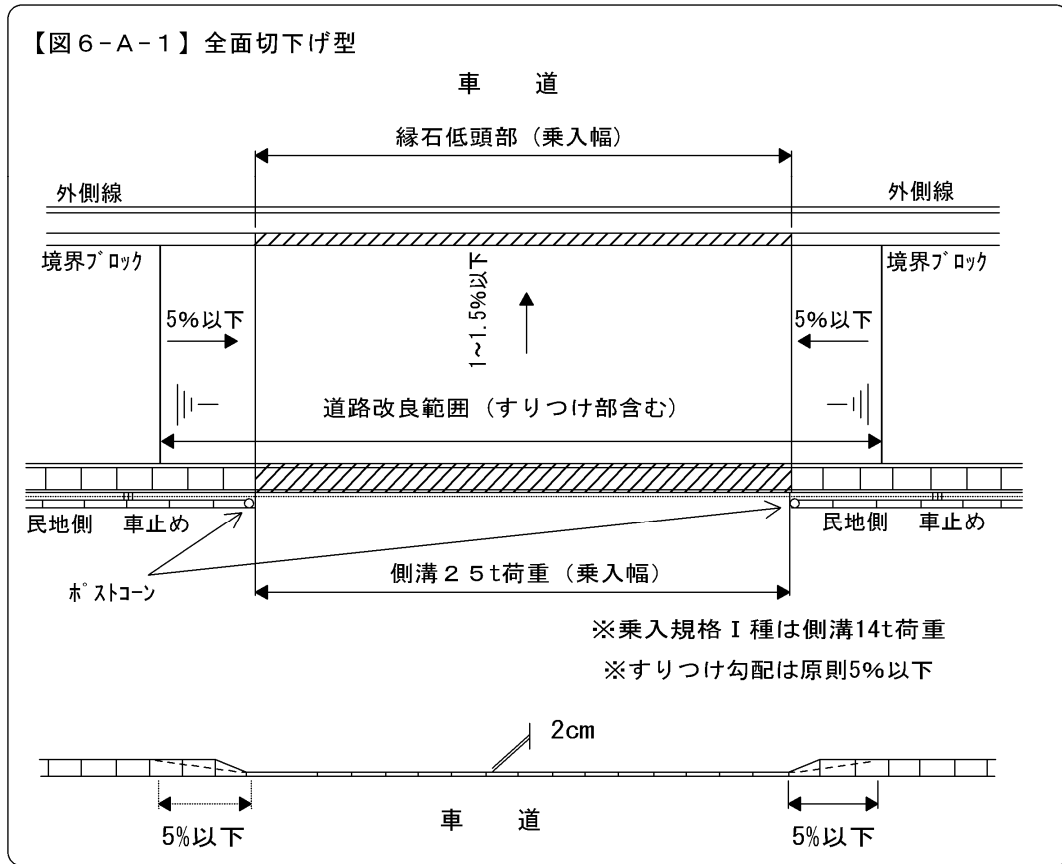 【図6-A-1】全面切下げ型
車　道
縁石低頭部（乗入幅）
外側線
外側線
境界ブロック
境界ブロック
5%以下
1~1.5%以下
5%以下
道路改良範囲（すりつけ部含む）
民地側　車止め
民地側　車止め
ポストコーン
側溝２５t荷重（乗入幅）
※乗入規格Ⅰ種は側溝14t荷重
※すりつけ勾配は原則5%以下
2cm
5%以下
車　道
5%以下